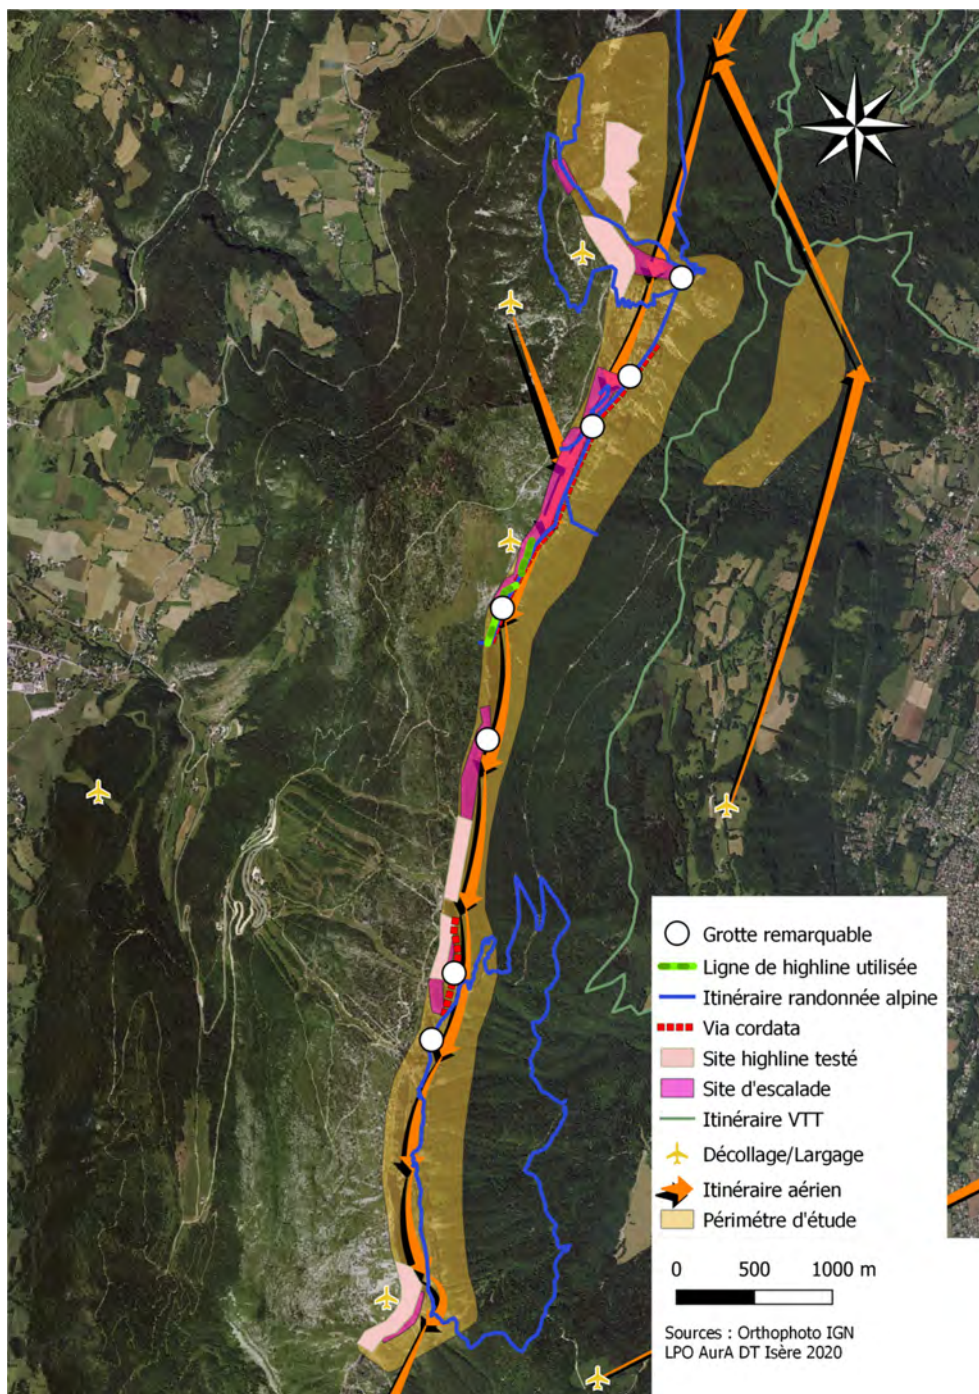 Grotte remarquable
Ligne de highline utilisée
Itinéraire randonnée alpine
Via cordata
Site highline testé
Site d'escalade
Itinéraire VTT
Décollage/Largage
Itinéraire aérien
Périmétre d'étude
0 500 1000 m
Sources : Orthophoto IGN
LPO AurA DT Isère 2020